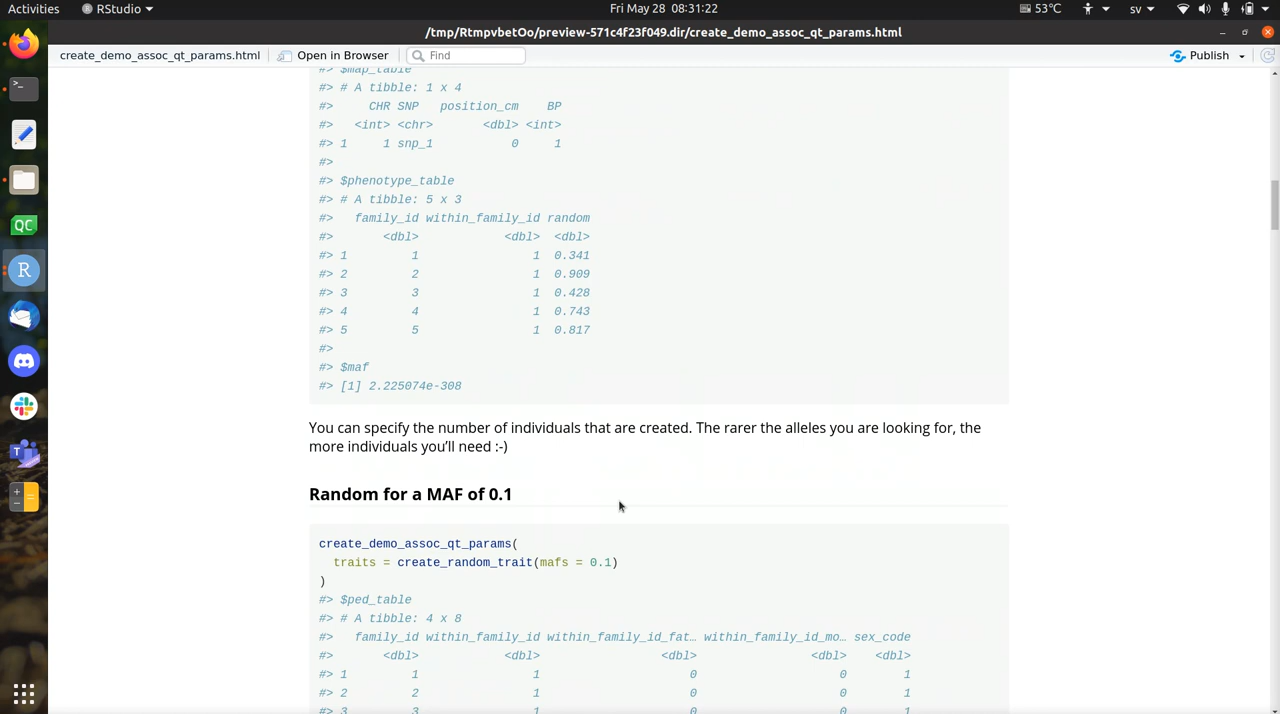 Activities RStudio Fri May 28 08:31:22 53°C sv
/tmp/RtmpvbetOo/preview-571c4f23f049.dir/create_demo_assoc_qt_params.html
create_demo_assoc_qt_params.html Open in Browser Find Publish
#> $map_table
#> # A tibble: 1 x 4
#> CHR SNP position_cm BP
#> <int> <chr> <dbl> <int>
#> 1 1 snp_1 0 1
#>
#> $phenotype_table
#> # A tibble: 5 x 3
#> family_id within_family_id random
#> <dbl> <dbl> <dbl>
#> 1 1 1 0.341
#> 2 2 1 0.909
#> 3 3 1 0.428
#> 4 4 1 0.743
#> 5 5 1 0.817
#>
#> $maf
#> [1] 2.225074e-308
You can specify the number of individuals that are created. The rarer the alleles you are looking for, the
more individuals you’ll need :-)
Random for a MAF of 0.1
create_demo_assoc_qt_params(
traits = create_random_trait(mafs = 0.1)
)
#> $ped_table
#> # A tibble: 4 x 8
#> family_id within_family_id within_family_id_fat… within_family_id_mo… sex_code
#> <dbl> <dbl> <dbl> <dbl> <dbl>
#> 1 1 1 0 0 1
#> 2 2 1 0 0 1
#> 3 3 1 0 0 1
QC
R